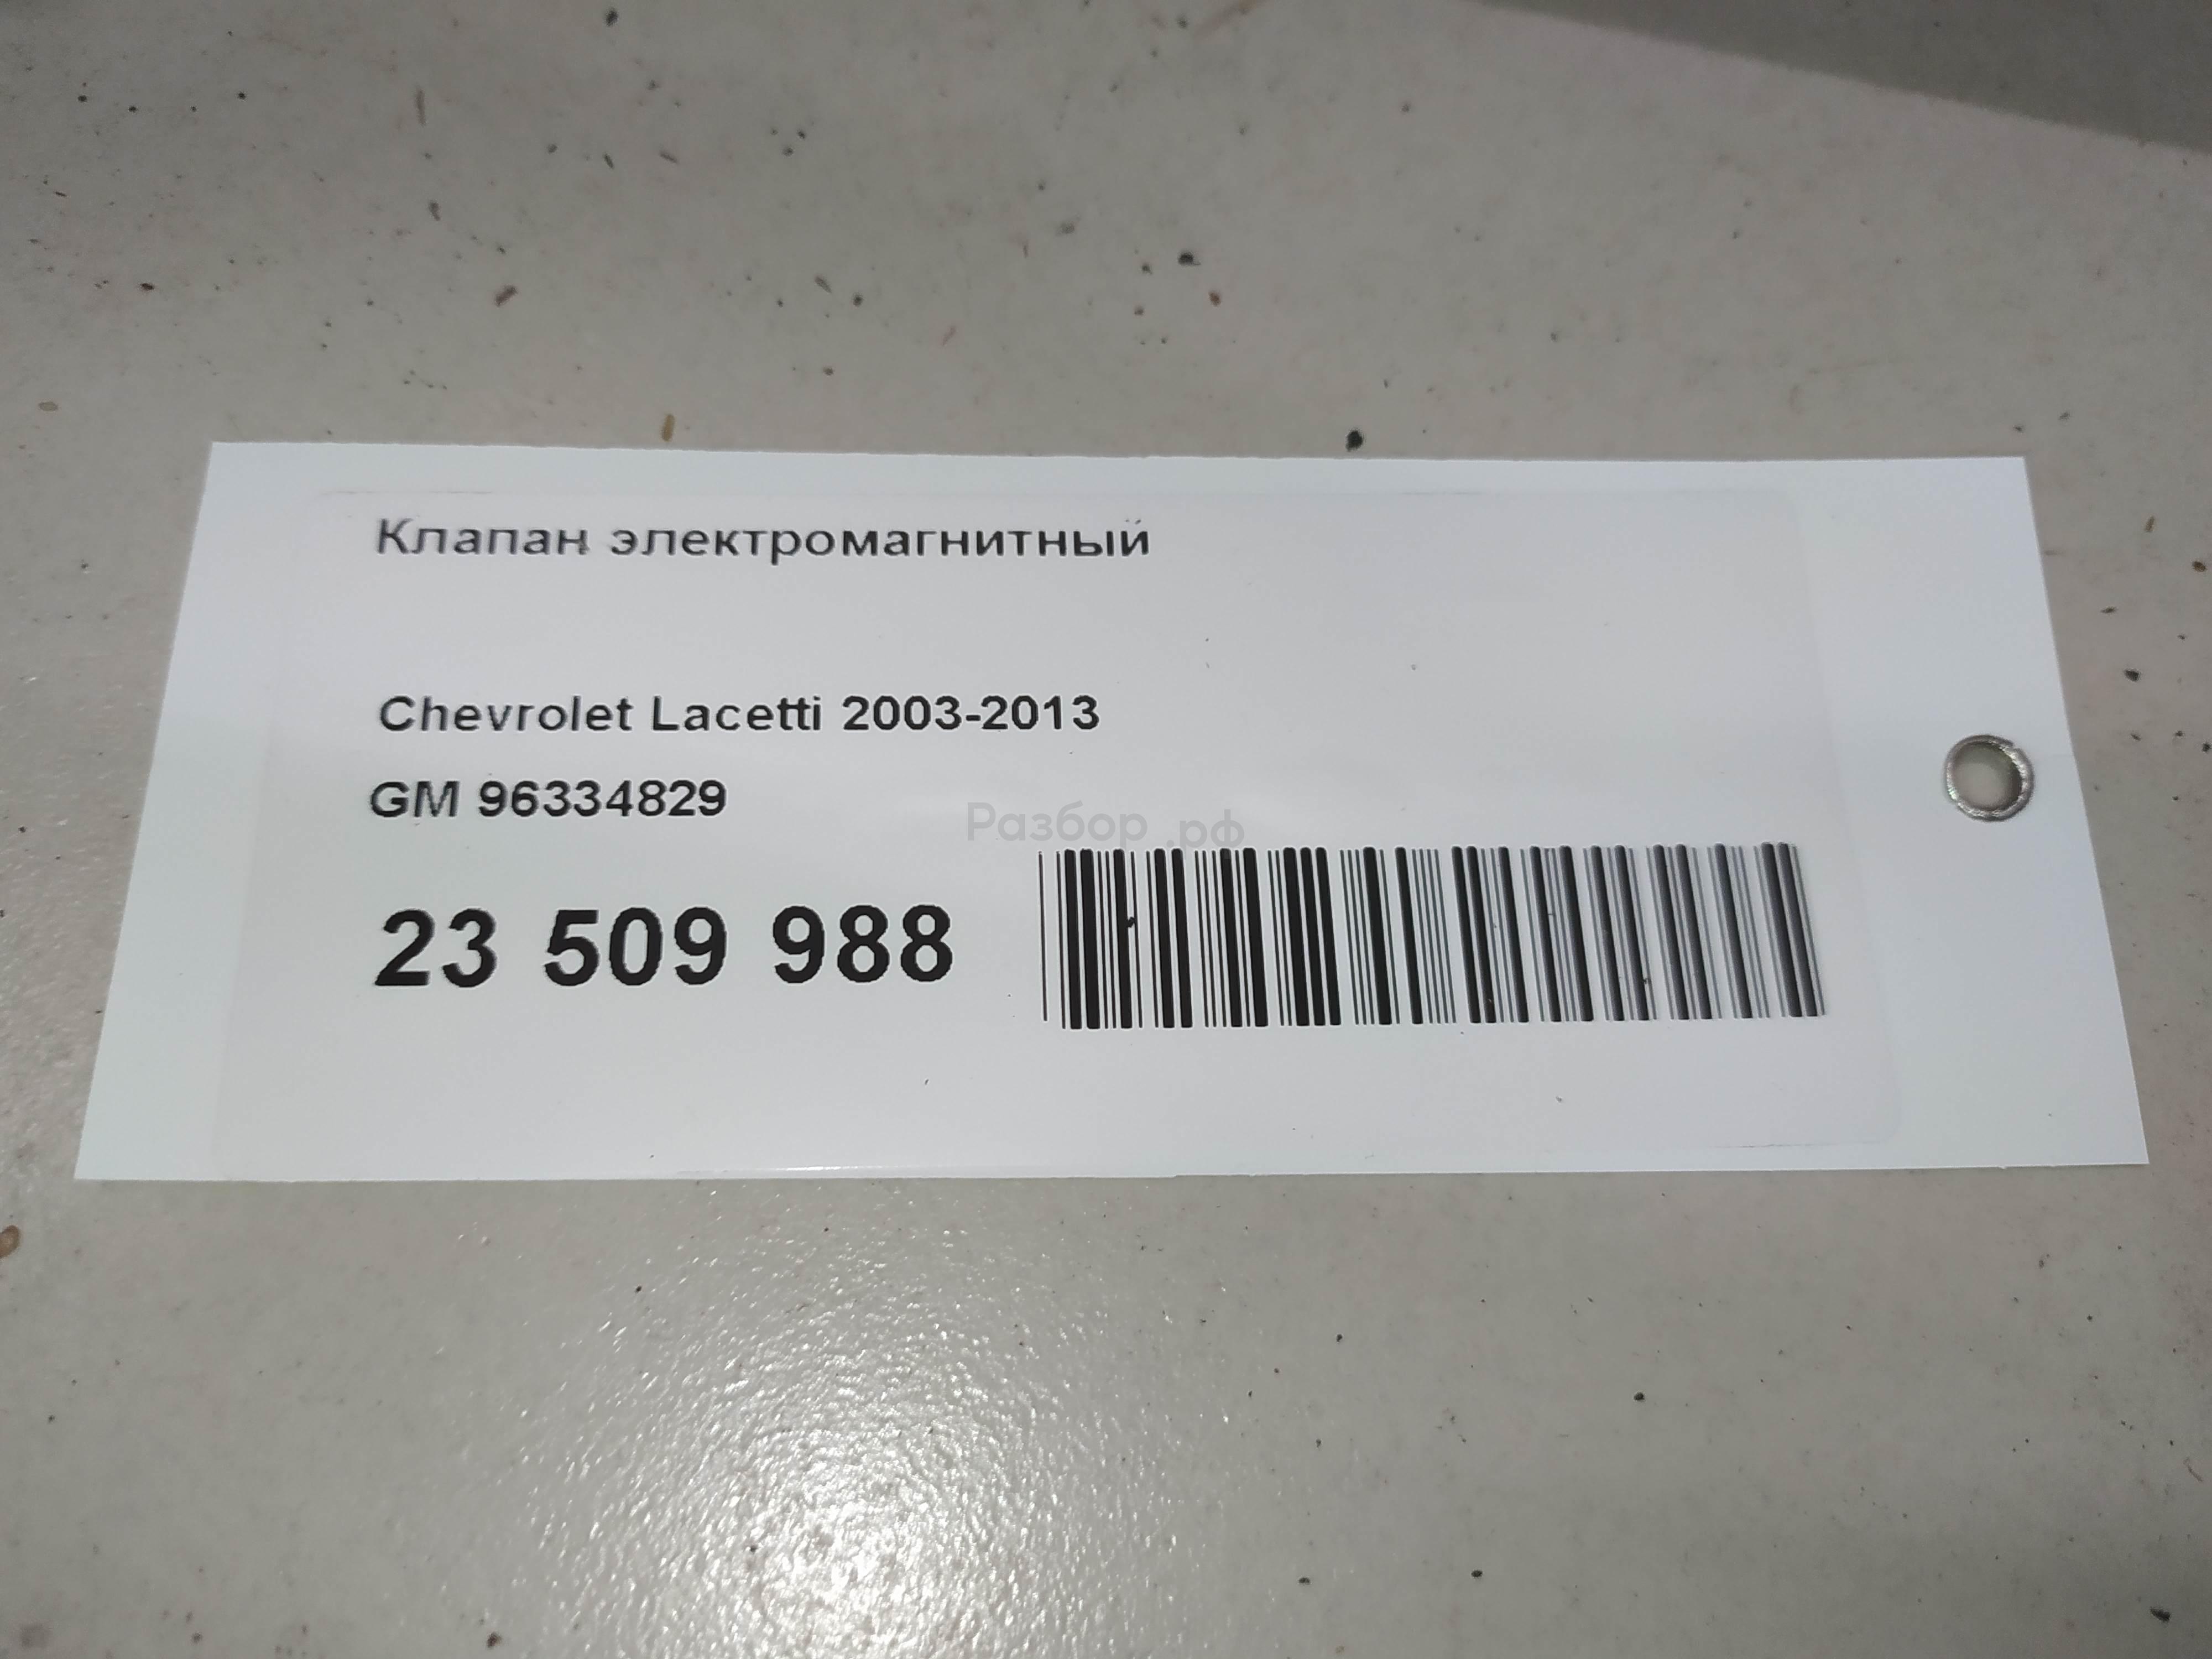 Клапан электромагнитный
Chevrolet Lacetti 2003-2013
GM 96334829
Разбор.рф
23 509 988